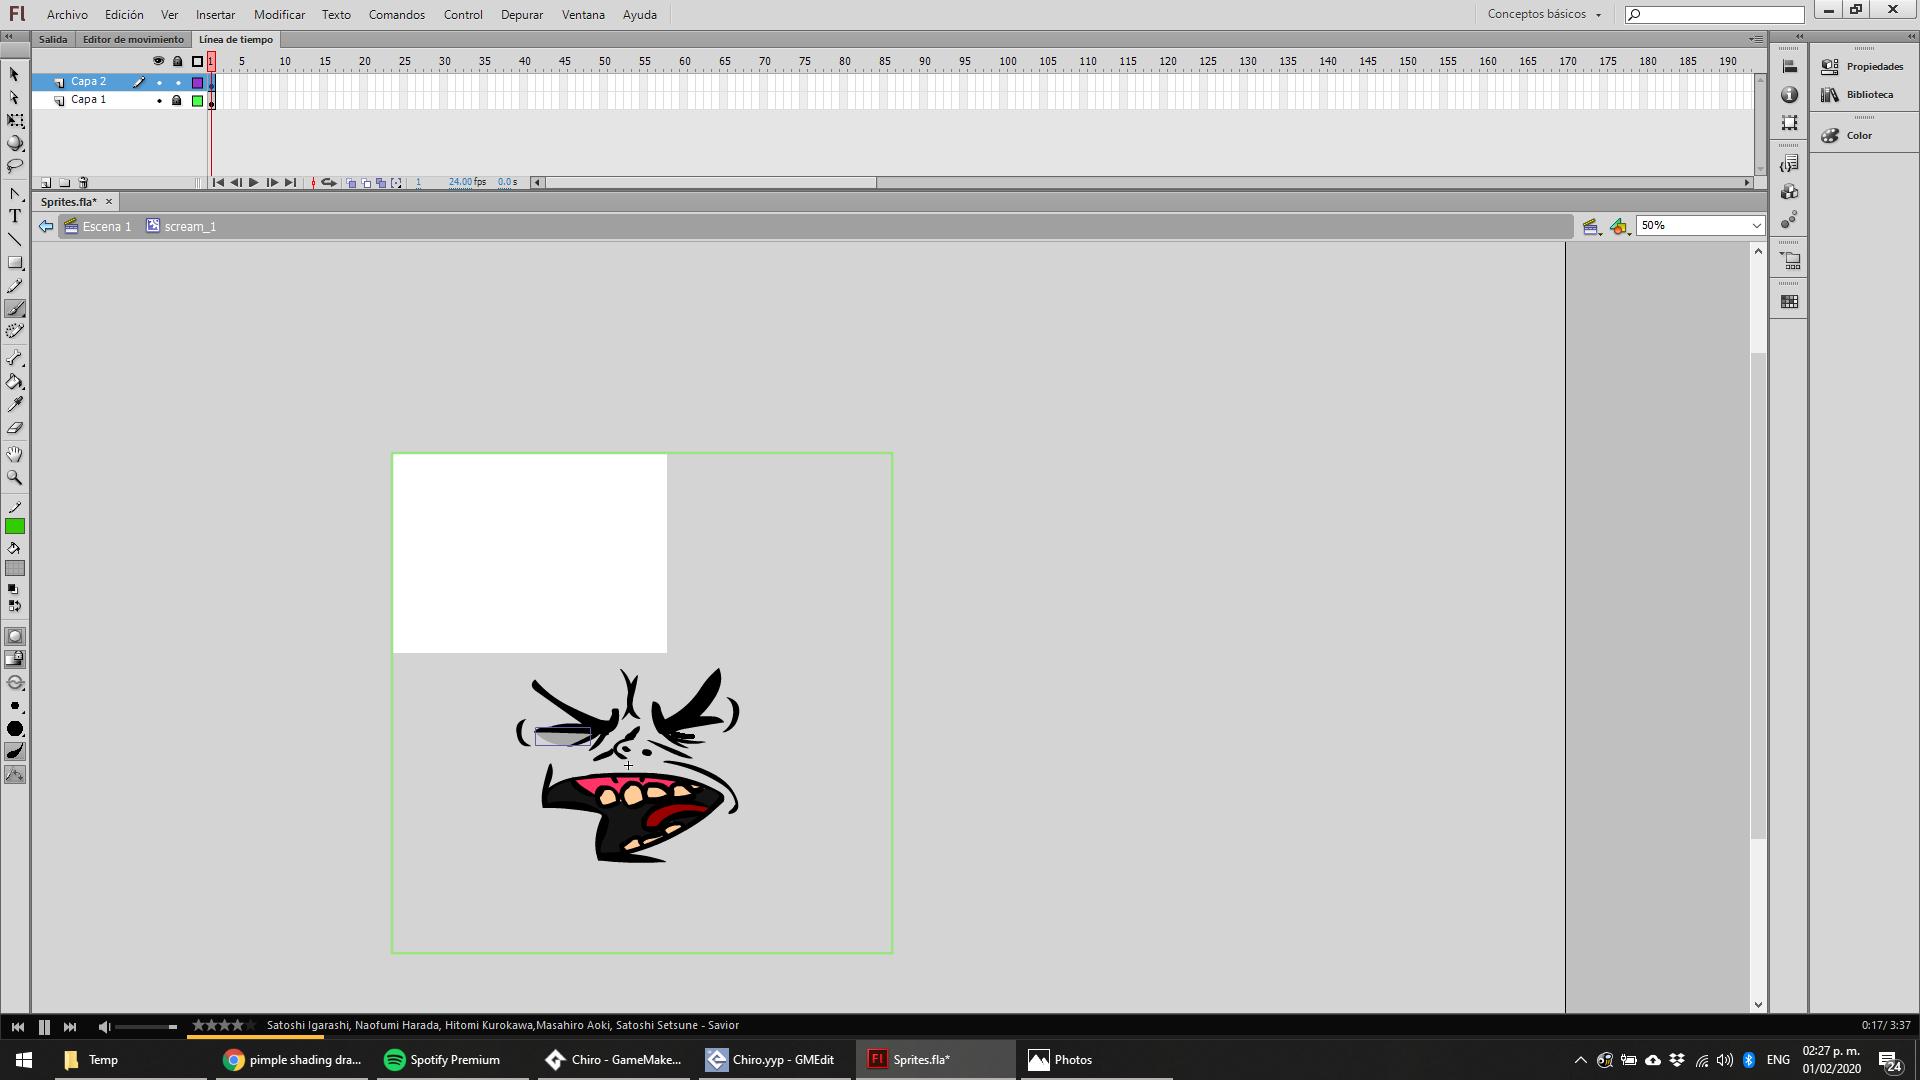 Fl Archivo Edición Ver Insertar Modificar Texto Comandos Control Depurar Ventana Ayuda Conceptos básicos
Salida Editor de movimiento Línea de tiempo
1 5 10 15 20 25 30 35 40 45 50 55 60 65 70 75 80 85 90 95 100 105 110 115 120 125 130 135 140 145 150 155 160 165 170 175 180 185 190
Capa 2
Capa 1
1 24.00 fps 0.0 s
Sprites.fla*
Escena 1 scream_1 50%
Propiedades
Biblioteca
Color
T
Satoshi Igarashi, Naofumi Harada, Hitomi Kurokawa,Masahiro Aoki, Satoshi Setsune - Savior 0:17/ 3:37
Temp pimple shading dra... Spotify Premium Chiro - GameMake... Chiro.yyp - GMEdit Fl Sprites.fla* Photos ENG 02:27 p. m.
01/02/2020 24